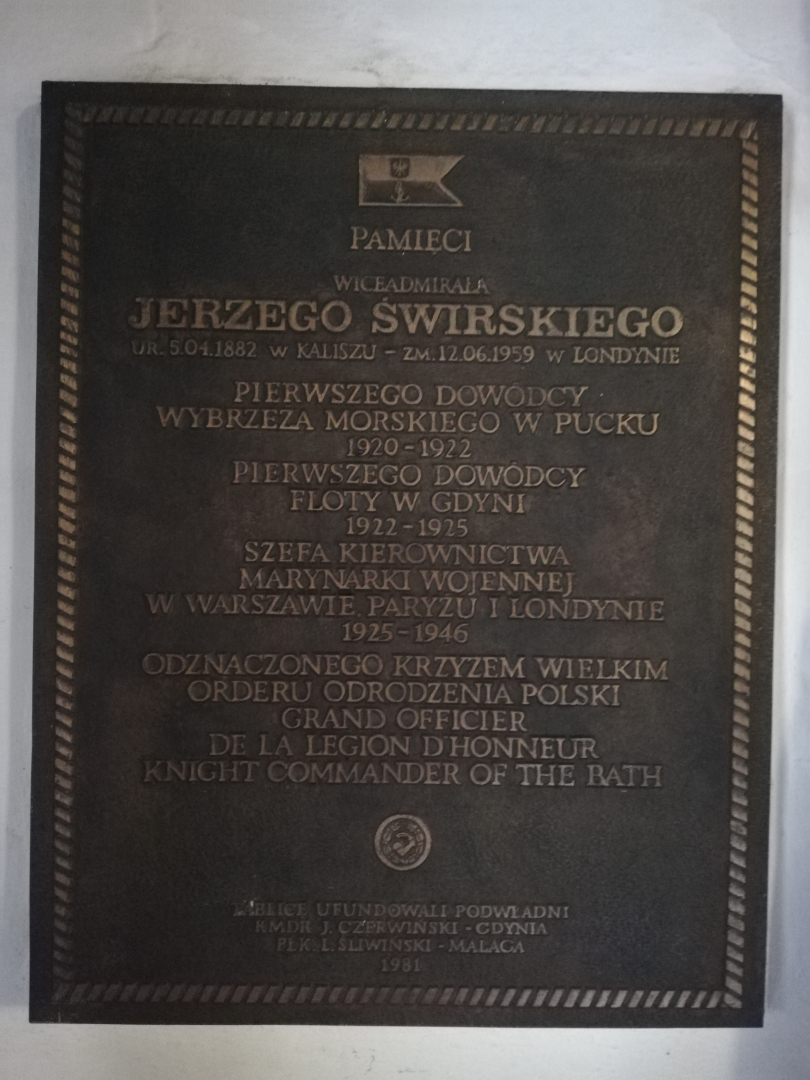 PAMIĘCI
WICEADMIRAŁA
JERZEGO ŚWIRSKIEGO
UR. 5.04.1882 W KALISZU - ZM. 12.06.1959 W LONDYNIE
PIERWSZEGO DOWÓDCY
WYBRZEŻA MORSKIEGO W PUCKU
1920-1922
PIERWSZEGO DOWÓDCY
FLOTY W GDYNI
1922-1925
SZEFA KIEROWNICTWA
MARYNARKI WOJENNEJ
W WARSZAWIE, PARYŻU I LONDYNIE
1925-1946
ODZNACZONEGO KRZYŻEM WIELKIM
ORDERU ODRODZENIA POLSKI
GRAND OFFICIER
DE LA LEGION D'HONNEUR
KNIGHT COMMANDER OF THE BATH
TABLICE UFUNDOWALI PODWŁADNI
KMDR J. CZERWIŃSKI - GDYNIA
PŁK. L. ŚLIWIŃSKI - MALAGA
1981